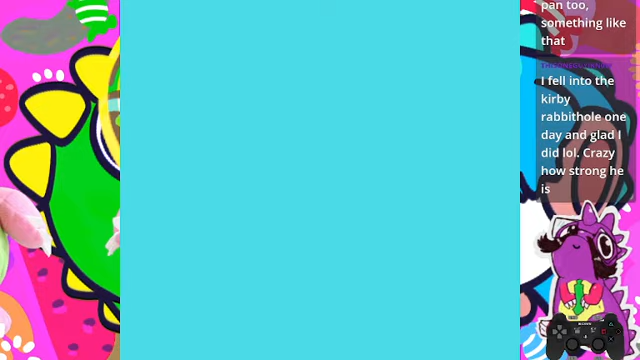 pan too,
something like
that
I fell into the
kirby
rabbithole one
day and glad I
did lol. Crazy
how strong he
is